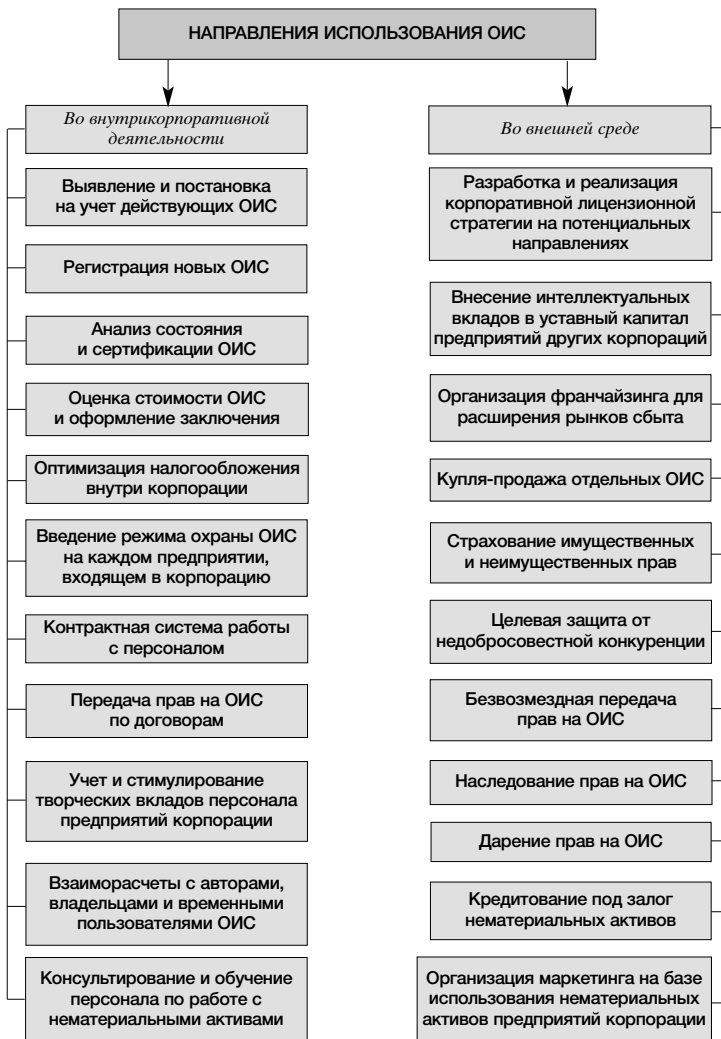 НАПРАВЛЕНИЯ ИСПОЛЬЗОВАНИЯ ОИС
Во внутрикорпоративной
деятельности
Выявление и постановка
на учет действующих ОИС
Регистрация новых ОИС
Анализ состояния
и сертификации ОИС
Оценка стоимости ОИС
и оформление заключения
Оптимизация налогообложения
внутри корпорации
Введение режима охраны ОИС
на каждом предприятии,
входящем в корпорацию
Контрактная система работы
с персоналом
Передача прав на ОИС
по договорам
Учет и стимулирование
творческих вкладов персонала
предприятий корпорации
Взаиморасчеты с авторами,
владельцами и временными
пользователями ОИС
Консультирование и обучение
персонала по работе с
нематериальными активами
Во внешней среде
Разработка и реализация
корпоративной лицензионной
стратегии на потенциальных
направлениях
Внесение интеллектуальных
вкладов в уставный капитал
предприятий других корпораций
Организация франчайзинга для
расширения рынков сбыта
Купля-продажа отдельных ОИС
Страхование имущественных
и неимущественных прав
Целевая защита от
недобросовестной конкуренции
Безвозмездная передача
прав на ОИС
Наследование прав на ОИС
Дарение прав на ОИС
Кредитование под залог
нематериальных активов
Организация маркетинга на базе
использования нематериальных
активов предприятий корпорации